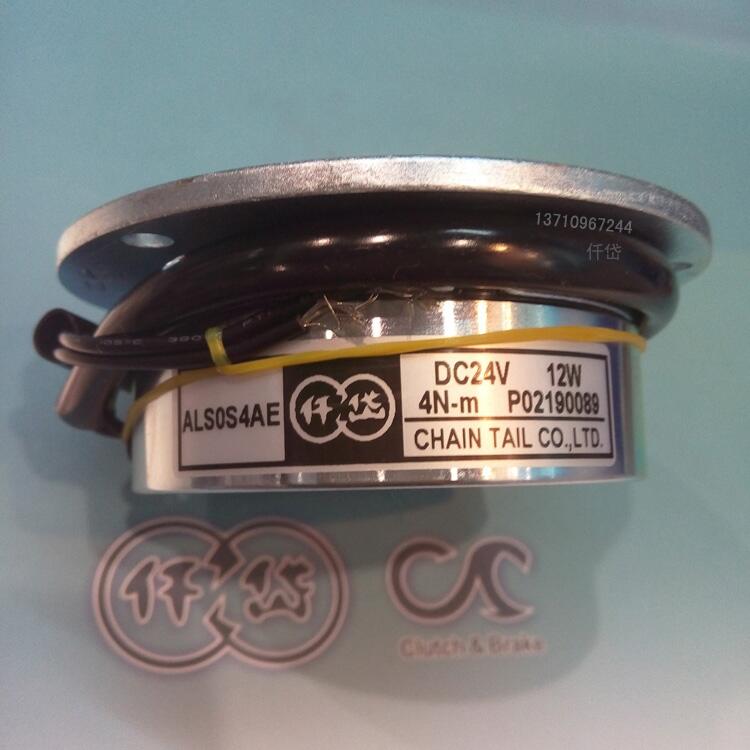 13710967244
仟岱
ALS0S4AE
仟岱
DC24V 12W
4N-m P02190089
CHAIN TAIL CO.,LTD.
仟岱
Clutch & Brake